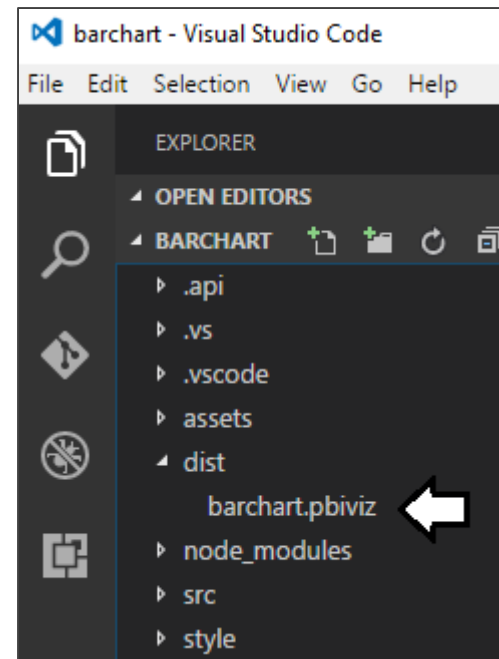 barchart - Visual Studio Code
File Edit Selection View Go Help
EXPLORER
OPEN EDITORS
BARCHART
.api
.vs
.vscode
assets
dist
barchart.pbiviz
node_modules
src
style